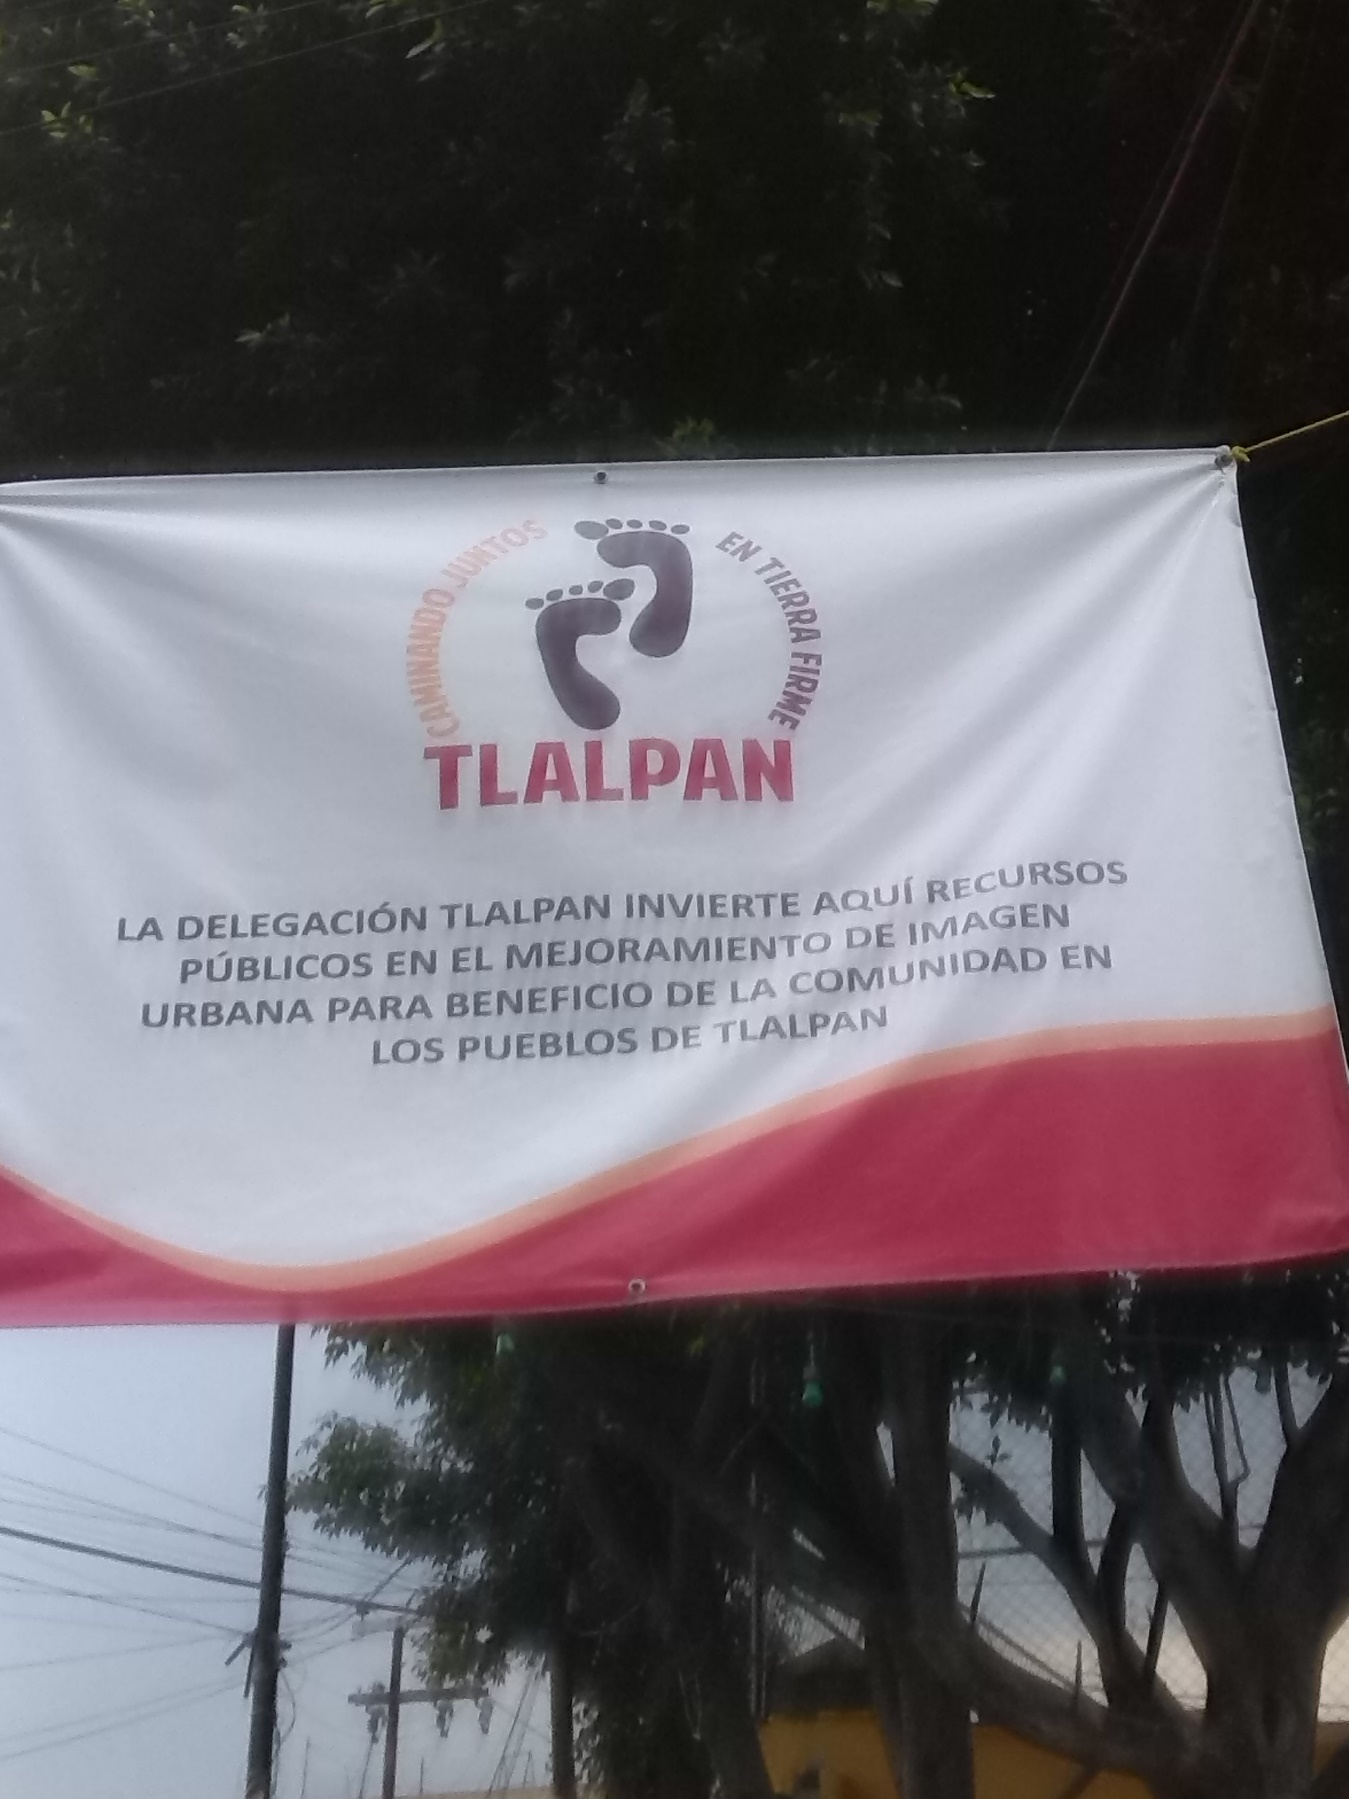 CAMINANDO JUNTOS
EN TIERRA FIRME
TLALPAN
LA DELEGACIÓN TLALPAN INVIERTE AQUÍ RECURSOS
PÚBLICOS EN EL MEJORAMIENTO DE IMAGEN
URBANA PARA BENEFICIO DE LA COMUNIDAD EN
LOS PUEBLOS DE TLALPAN